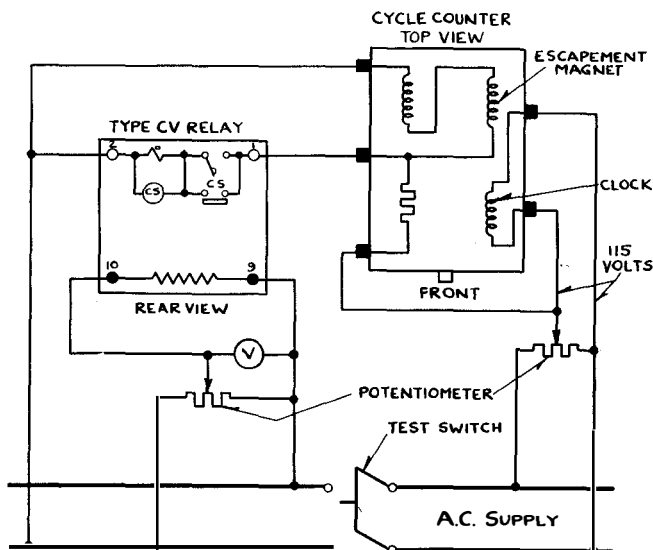 CYCLE COUNTER
TOP VIEW
ESCAPEMENT
MAGNET
TYPE CV RELAY
2
1
CS
CS
CLOCK
10
9
115
VOLTS
REAR VIEW
FRONT
V
POTENTIOMETER
TEST SWITCH
A.C. SUPPLY